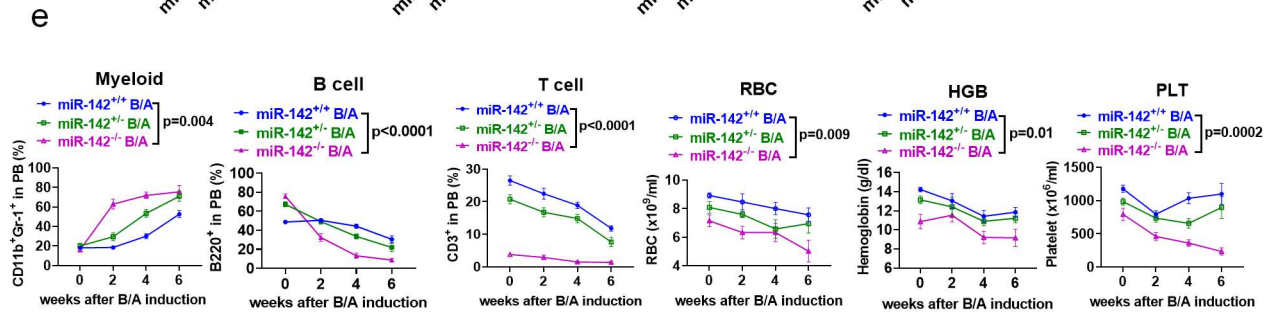 e
Myeloid
miR-142+/+ B/A
miR-142+/- B/A
miR-142-/- B/A
p=0.004
CD11b+Gr-1+ in PB (%)
100
80
60
40
20
0
0 2 4 6
weeks after B/A induction
B cell
miR-142+/+ B/A
miR-142+/- B/A
miR-142-/- B/A
p<0.0001
B220+ in PB (%)
100
80
60
40
20
0
0 2 4 6
weeks after B/A induction
T cell
miR-142+/+ B/A
miR-142+/- B/A
miR-142-/- B/A
p<0.0001
CD3+ in PB (%)
30
20
10
0
0 2 4 6
weeks after B/A induction
RBC
miR-142+/+ B/A
miR-142+/- B/A
miR-142-/- B/A
p=0.009
RBC (x10⁹/ml)
10
8
6
4
0 2 4 6
weeks after B/A induction
HGB
miR-142+/+ B/A
miR-142+/- B/A
miR-142-/- B/A
p=0.01
Hemoglobin (g/dl)
16
14
12
10
8
6
0 2 4 6
weeks after B/A induction
PLT
miR-142+/+ B/A
miR-142+/- B/A
miR-142-/- B/A
p=0.0002
Platelet (x10⁶/ml)
1500
1000
500
0
0 2 4 6
weeks after B/A induction